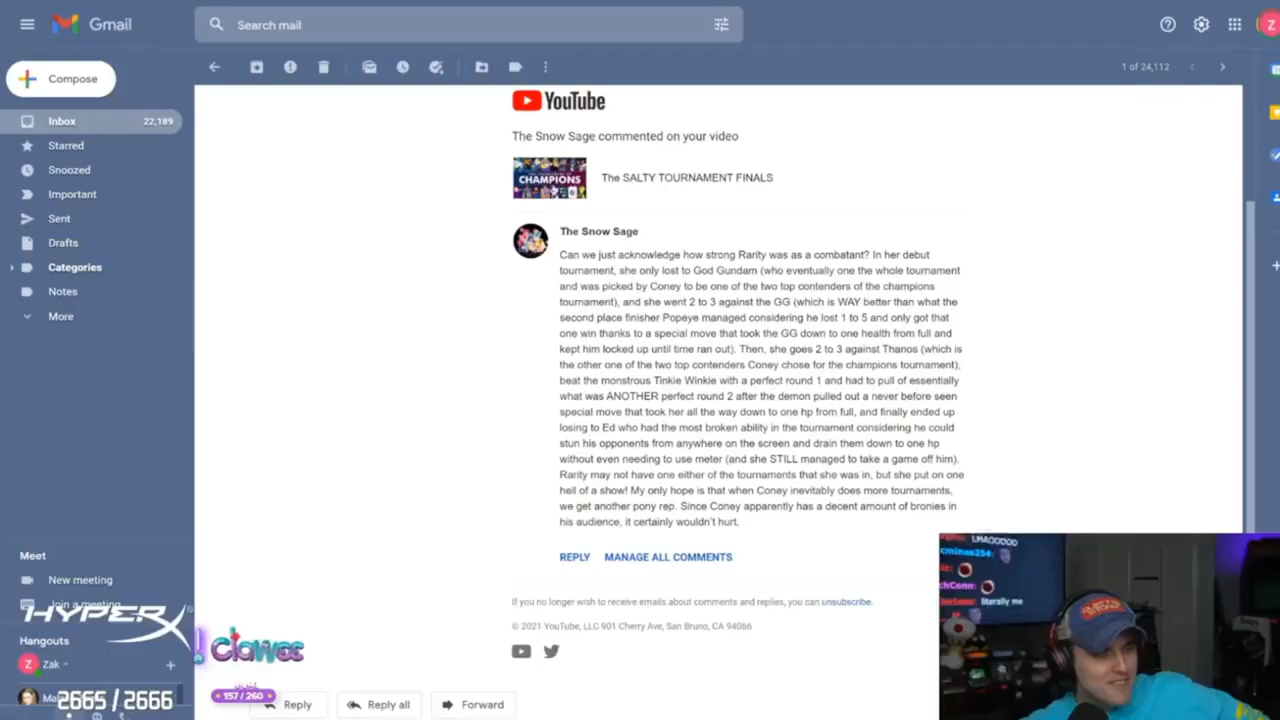 Gmail
Search mail
Z
Compose
1 of 24,112
Inbox 22,189
Starred
Snoozed
Important
Sent
Drafts
Categories
Notes
More
YouTube
The Snow Sage commented on your video
CHAMPIONS
The SALTY TOURNAMENT FINALS
The Snow Sage
Can we just acknowledge how strong Rarity was as a combatant? In her debut
tournament, she only lost to God Gundam (who eventually one the whole tournament
and was picked by Coney to be one of the two top contenders of the champions
tournament), and she went 2 to 3 against the GG (which is WAY better than what the
second place finisher Popeye managed considering he lost 1 to 5 and only got that
one win thanks to a special move that took the GG down to one health from full and
kept him locked up until time ran out). Then, she goes 2 to 3 against Thanos (which is
the other one of the two top contenders Coney chose for the champions tournament),
beat the monstrous Tinkie Winkie with a perfect round 1 and had to pull of essentially
what was ANOTHER perfect round 2 after the demon pulled out a never before seen
special move that took her all the way down to one hp from full, and finally ended up
losing to Ed who had the most broken ability in the tournament considering he could
stun his opponents from anywhere on the screen and drain them down to one hp
without even needing to use meter (and she STILL managed to take a game off him).
Rarity may not have one either of the tournaments that she was in, but she put on one
hell of a show! My only hope is that when Coney inevitably does more tournaments,
we get another pony rep. Since Coney apparently has a decent amount of bronies in
his audience, it certainly wouldn't hurt.
REPLY MANAGE ALL COMMENTS
If you no longer wish to receive emails about comments and replies, you can unsubscribe.
© 2021 YouTube, LLC 901 Cherry Ave, San Bruno, CA 94066
Reply
Reply all
Forward
Meet
New meeting
Join a meeting
HYPERX
Hangouts
Z Zak
2665 / 2666
! Clawee
157 / 260
literally me